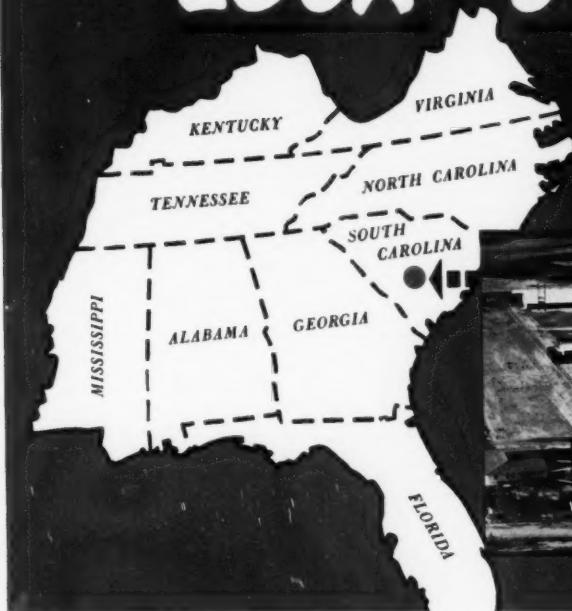 KENTUCKY
VIRGINIA
TENNESSEE
NORTH CAROLINA
SOUTH
CAROLINA
MISSISSIPPI
ALABAMA
GEORGIA
FLORIDA